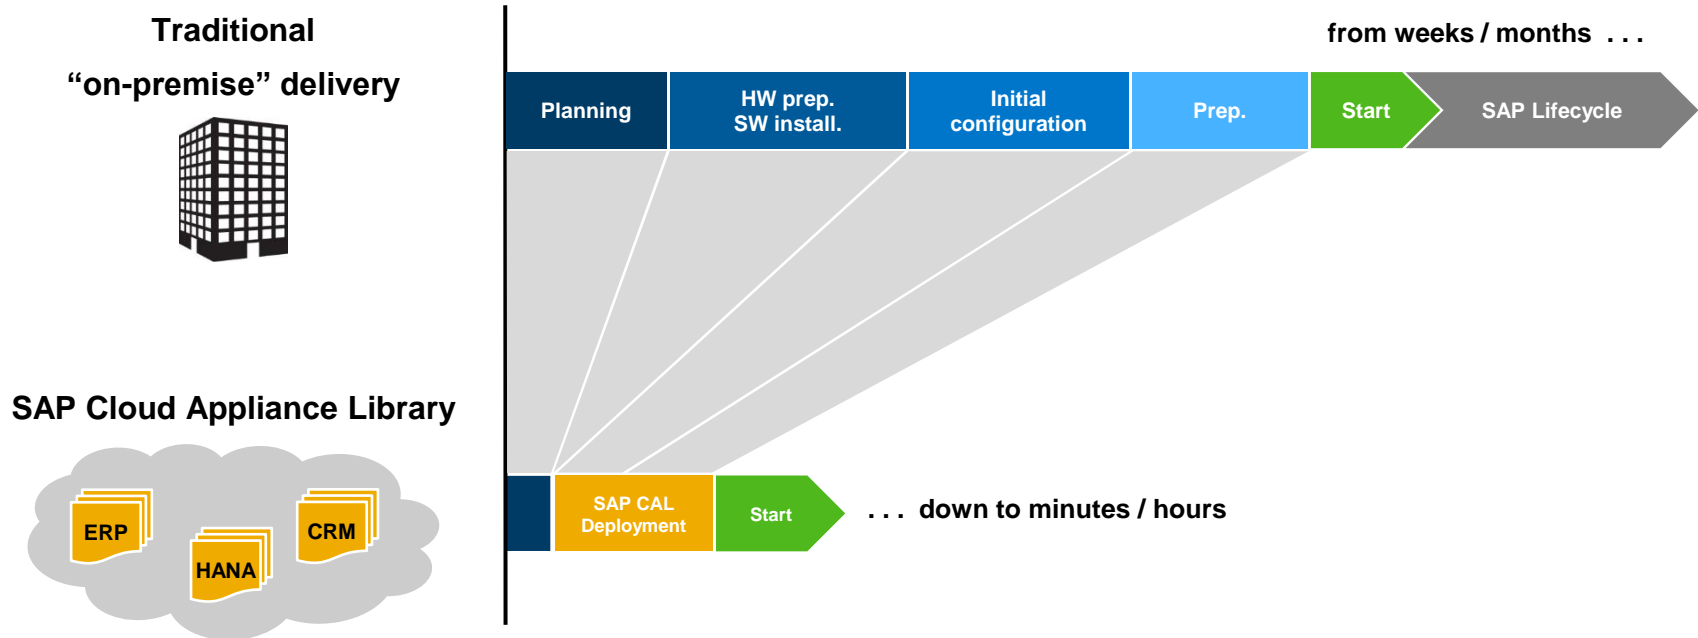 Traditional
“on-premise” delivery
from weeks / months . . .
Planning
HW prep.
SW install.
Initial
configuration
Prep.
Start
SAP Lifecycle
SAP Cloud Appliance Library
ERP
HANA
CRM
SAP CAL
Deployment
Start
. . . down to minutes / hours